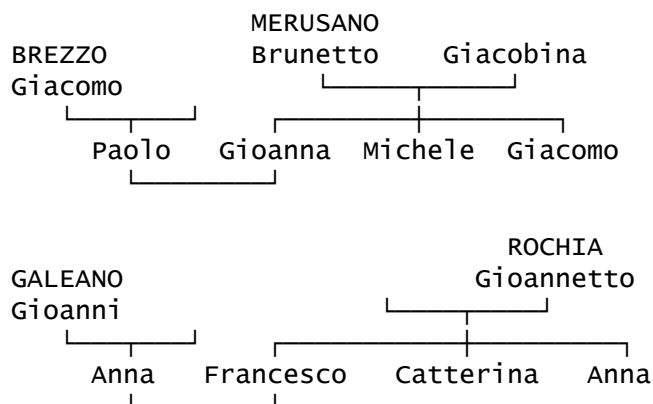 MERUSANO
BREZZO Brunetto Giacobina
Giacomo
Paolo Gioanna Michele Giacomo
ROCHIA
GALEANO Gioannetto
Gioanni
Anna Francesco Catterina Anna